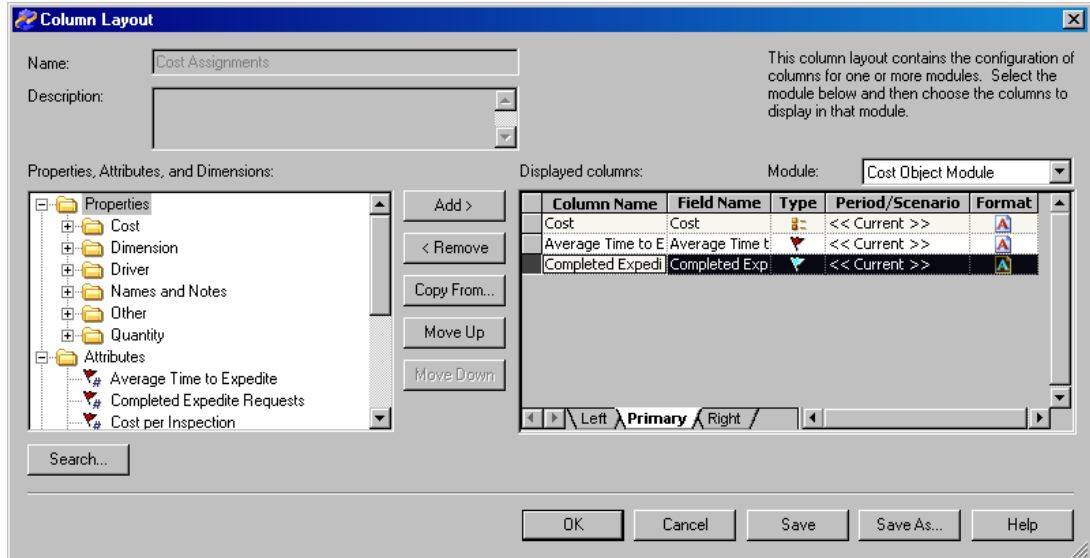 Column Layout
Name:
Cost Assignments
This column layout contains the configuration of
columns for one or more modules. Select the
module below and then choose the columns to
display in that module.
Description:
Properties, Attributes, and Dimensions:
Displayed columns:
Module:
Cost Object Module
Properties
Cost
Dimension
Driver
Names and Notes
Other
Quantity
Attributes
Average Time to Expedite
Completed Expedite Requests
Cost per Inspection
Add >
< Remove
Copy From...
Move Up
Move Down
Column Name Field Name Type Period/Scenario Format
Cost Cost << Current >>
Average Time to E Average Time t << Current >>
Completed Expedi Completed Exp << Current >>
Left Primary Right
Search...
OK Cancel Save Save As... Help